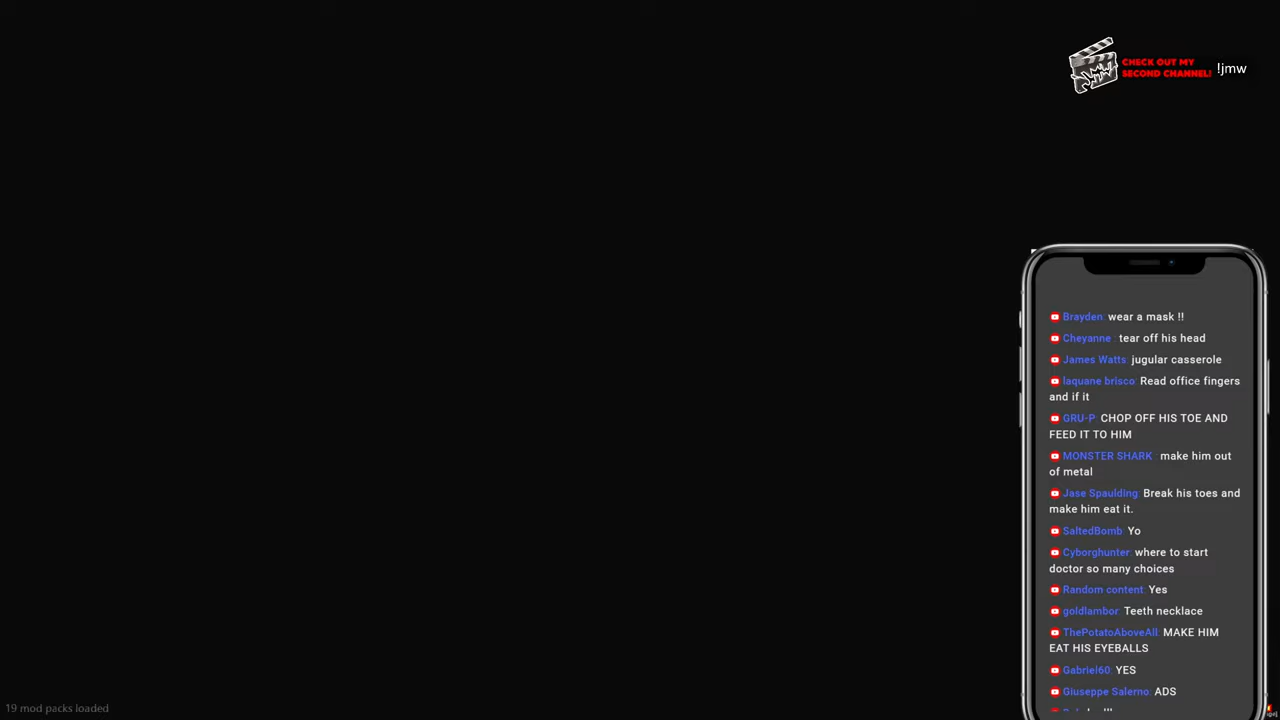 CHECK OUT MY
SECOND CHANNEL! !jmw
Brayden: wear a mask !!
Cheyanne : tear off his head
James Watts: jugular casserole
laquane brisco: Read office fingers
and if it
GRU-P: CHOP OFF HIS TOE AND
FEED IT TO HIM
MONSTER SHARK : make him out
of metal
Jase Spaulding: Break his toes and
make him eat it.
SaltedBomb: Yo
Cyborghunter: where to start
doctor so many choices
Random content: Yes
goldlambor: Teeth necklace
ThePotatoAboveAll: MAKE HIM
EAT HIS EYEBALLS
Gabriel60: YES
Giuseppe Salerno: ADS
19 mod packs loaded